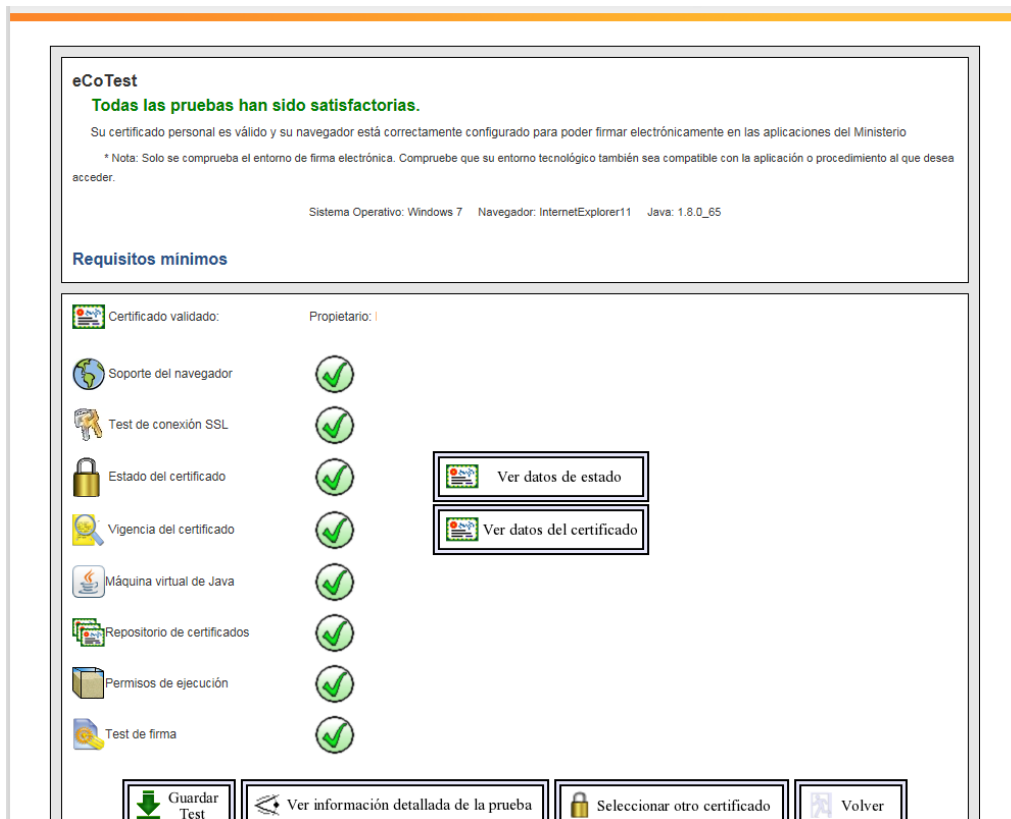 eCoTest
Todas las pruebas han sido satisfactorias.
Su certificado personal es válido y su navegador está correctamente configurado para poder firmar electrónicamente en las aplicaciones del Ministerio
* Nota: Solo se comprueba el entorno de firma electrónica. Compruebe que su entorno tecnológico también sea compatible con la aplicación o procedimiento al que desea
acceder.
Sistema Operativo: Windows 7 Navegador: InternetExplorer11 Java: 1.8.0_65
Requisitos mínimos
Certificado validado: Propietario:
Soporte del navegador
Test de conexión SSL
Estado del certificado Ver datos de estado
Vigencia del certificado Ver datos del certificado
Máquina virtual de Java
Repositorio de certificados
Permisos de ejecución
Test de firma
Guardar
Test
Ver información detallada de la prueba
Seleccionar otro certificado
Volver